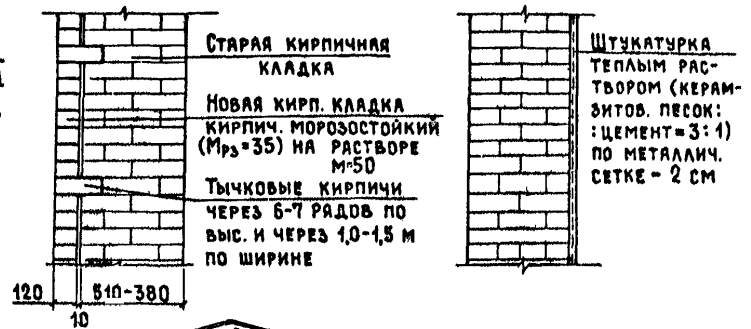 СТАРАЯ КИРПИЧНАЯ
КЛАДКА
НОВАЯ КИРП. КЛАДКА
КИРПИЧ. МОРОЗОСТОЙКИЙ
(Мрз=35) НА РАСТВОРЕ
М-50
ТЫЧКОВЫЕ КИРПИЧИ
ЧЕРЕЗ 6-7 РЯДОВ ПО
ВЫС. И ЧЕРЕЗ 1,0-1,5 М
ПО ШИРИНЕ
120 510-380
10
ШТУКАТУРКА
ТЕПЛЫМ РАС-
ТВОРОМ (КЕРАМ-
ЗИТОВ. ПЕСОК:
:ЦЕМЕНТ=3:1)
ПО МЕТАЛЛИЧ.
СЕТКЕ - 2 СМ